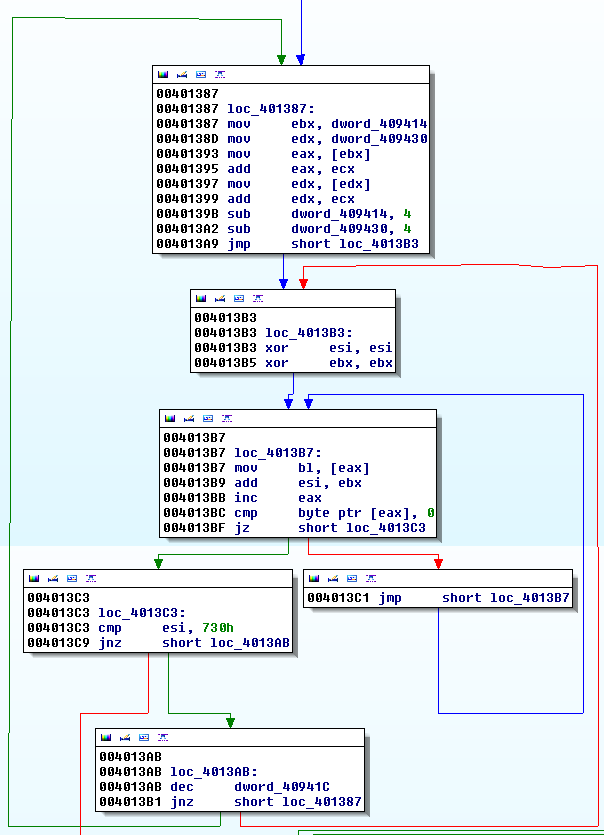 00401387
00401387 loc_401387:
00401387 mov ebx, dword_409414
0040138D mov edx, dword_409430
00401393 mov eax, [ebx]
00401395 add eax, ecx
00401397 mov edx, [edx]
00401399 add edx, ecx
0040139B sub dword_409414, 4
004013A2 sub dword_409430, 4
004013A9 jmp short loc_4013B3
004013B3
004013B3 loc_4013B3:
004013B3 xor esi, esi
004013B5 xor ebx, ebx
004013B7
004013B7 loc_4013B7:
004013B7 mov bl, [eax]
004013B9 add esi, ebx
004013BB inc eax
004013BC cmp byte ptr [eax], 0
004013BF jz short loc_4013C3
004013C3
004013C3 loc_4013C3:
004013C3 cmp esi, 730h
004013C9 jnz short loc_4013AB
004013C1 jmp short loc_4013B7
004013AB
004013AB loc_4013AB:
004013AB dec dword_40941C
004013B1 jnz short loc_401387